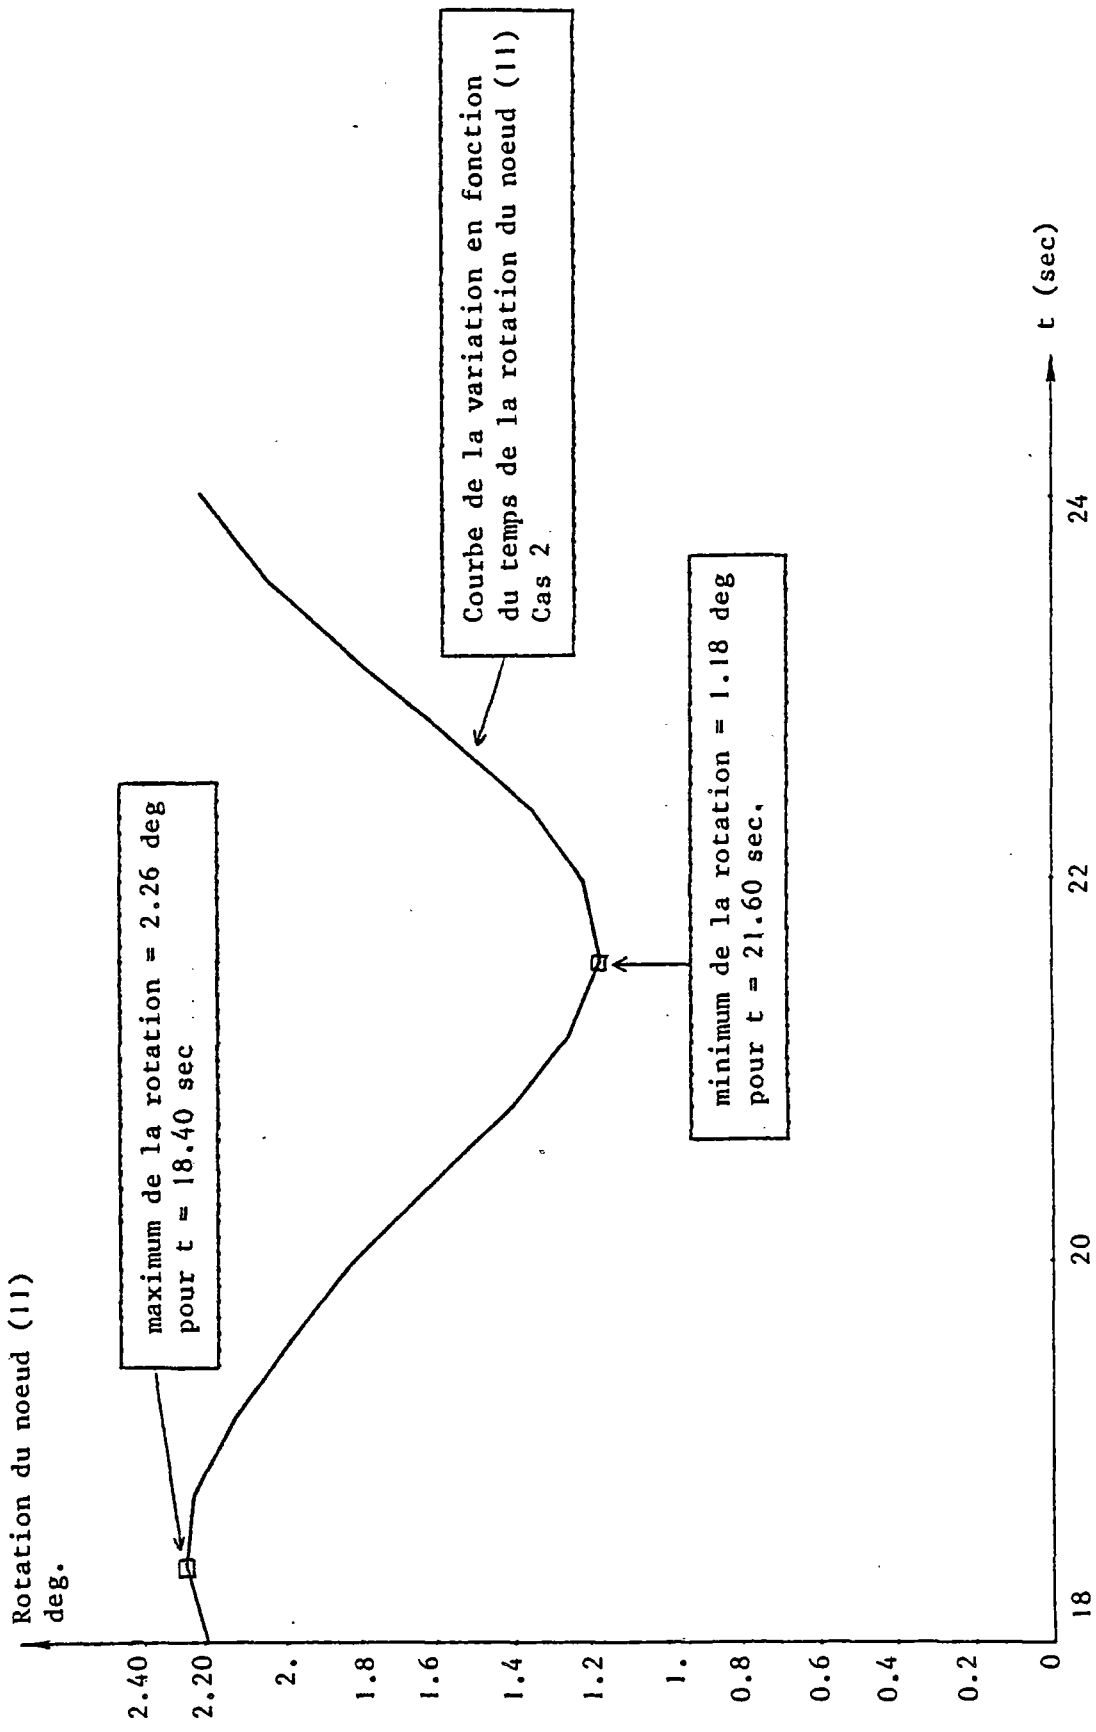 Rotation du noeud (11)
deg.
maximum de la rotation = 2.26 deg
pour t = 18.40 sec
Courbe de la variation en fonction
du temps de la rotation du noeud (11)
Cas 2
minimum de la rotation = 1.18 deg
pour t = 21.60 sec.
2.40
2.20
2.
1.8
1.6
1.4
1.2
1.
0.8
0.6
0.4
0.2
0
18
20
22
24
t (sec)